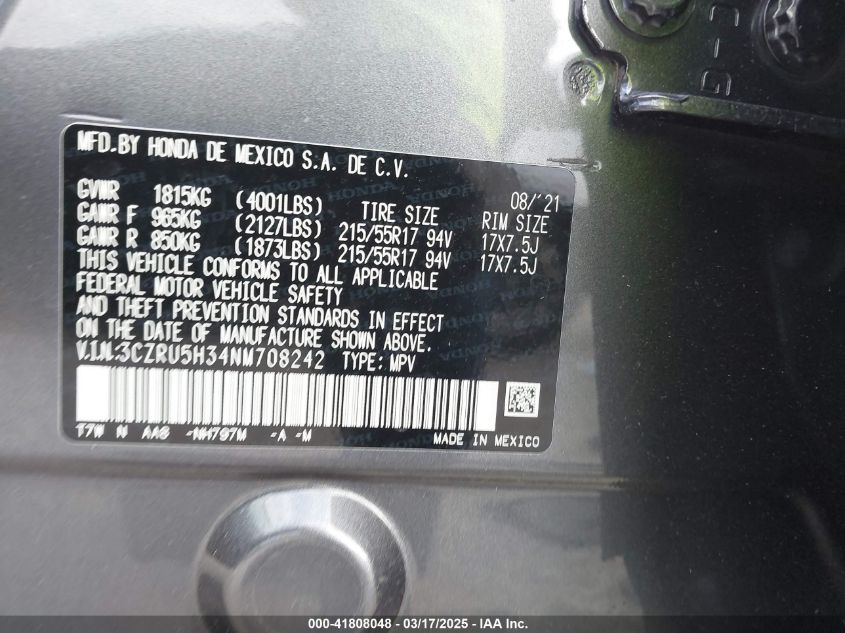 C-G
MFD.BY HONDA DE MEXICO S.A. DE C.V.
08/'21
GVWR 1815KG (4001LBS) TIRE SIZE RIM SIZE
GAWR F 965KG (2127LBS) 215/55R17 94V 17X7.5J
GAWR R 850KG (1873LBS) 215/55R17 94V 17X7.5J
THIS VEHICLE CONFORMS TO ALL APPLICABLE
FEDERAL MOTOR VEHICLE SAFETY
AND THEFT PREVENTION STANDARDS IN EFFECT
ON THE DATE OF MANUFACTURE SHOWN ABOVE.
V.I.N:3CZRU5H34NM708242 TYPE: MPV
T7W N AA6 -NH797M -A -M
MADE IN MEXICO
000-41808048 - 03/17/2025 - IAA Inc.